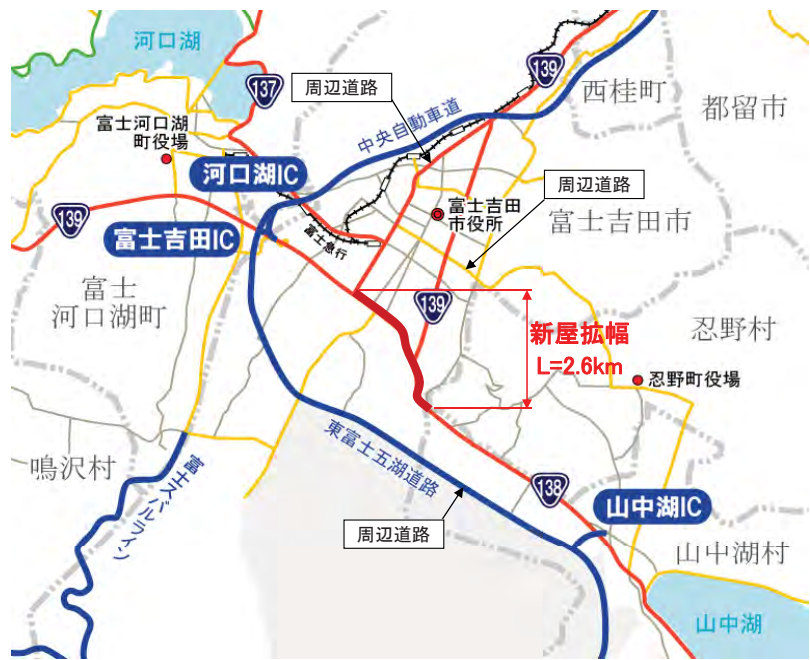 河口湖
137
139
周辺道路
西桂町
都留市
中央自動車道
富士河口湖
町役場
河口湖IC
周辺道路
富士吉田
市役所
富士吉田市
139
富士吉田IC
富士急行
富士
河口湖町
139
新屋拡幅
L=2.6km
忍野村
忍野町役場
鳴沢村
富士スバルライン
東富士五湖道路
138
山中湖IC
周辺道路
山中湖村
山中湖